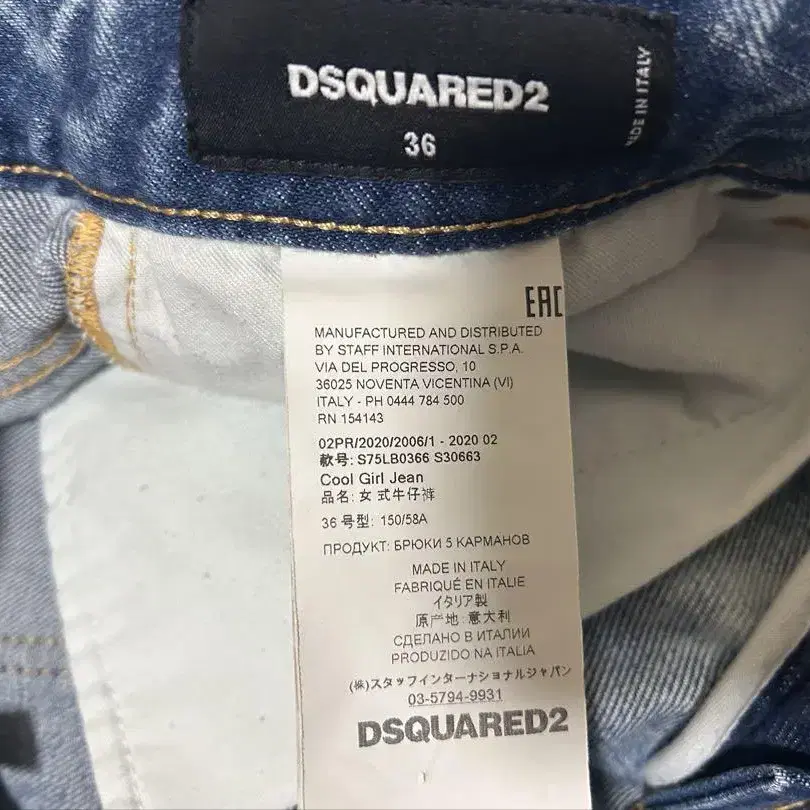 DSQUARED2
36
MADE IN ITALY
EAC
MANUFACTURED AND DISTRIBUTED
BY STAFF INTERNATIONAL S.P.A.
VIA DEL PROGRESSO, 10
36025 NOVENTA VICENTINA (VI)
ITALY - PH 0444 784 500
RN 154143
02PR/2020/2006/1 - 2020 02
款号: S75LB0366 S30663
Cool Girl Jean
品名: 女 式牛仔裤
36 号型: 150/58A
ПРОДУКТ: БРЮКИ 5 КАРМАНОВ
MADE IN ITALY
FABRIQUÉ EN ITALIE
イタリア製
原产地: 意大利
СДЕЛАНО В ИТАЛИИ
PRODUZIDO NA ITALIA
(株)スタッフインターナショナルジャパン
03-5794-9931
DSQUARED2